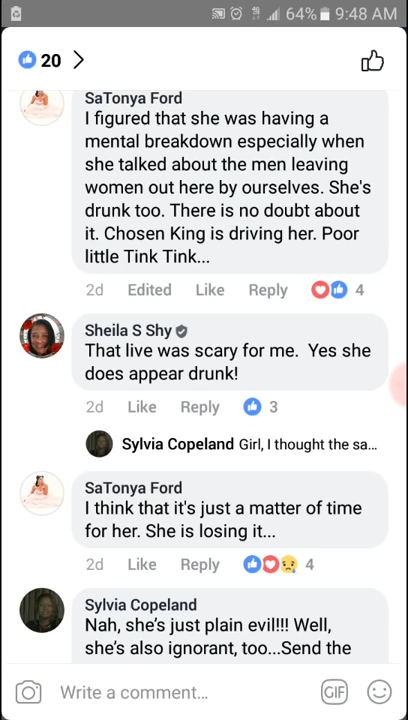 64% 9:48 AM
20
SaTonya Ford
I figured that she was having a
mental breakdown especially when
she talked about the men leaving
women out here by ourselves. She's
drunk too. There is no doubt about
it. Chosen King is driving her. Poor
little Tink Tink...
2d Edited Like Reply 4
Sheila S Shy
That live was scary for me.  Yes she
does appear drunk!
2d Like Reply 3
Sylvia Copeland Girl, I thought the sa...
SaTonya Ford
I think that it's just a matter of time
for her. She is losing it...
2d Like Reply 4
Sylvia Copeland
Nah, she's just plain evil!!! Well,
she's also ignorant, too...Send the
Write a comment... GIF